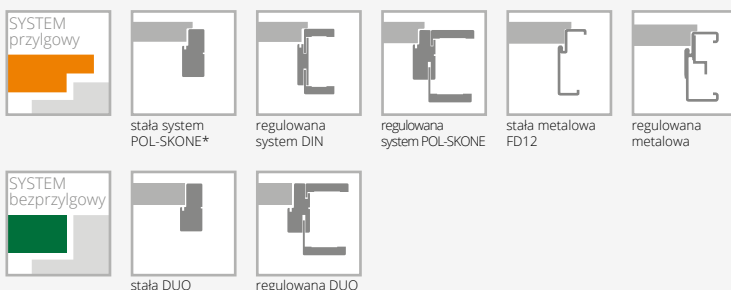 SYSTEM
przylgowy
stała system
POL-SKONE*
regulowana
system DIN
regulowana
system POL-SKONE
stała metalowa
FD12
regulowana
metalowa
SYSTEM
bezprzylgowy
stała DUO
regulowana DUO